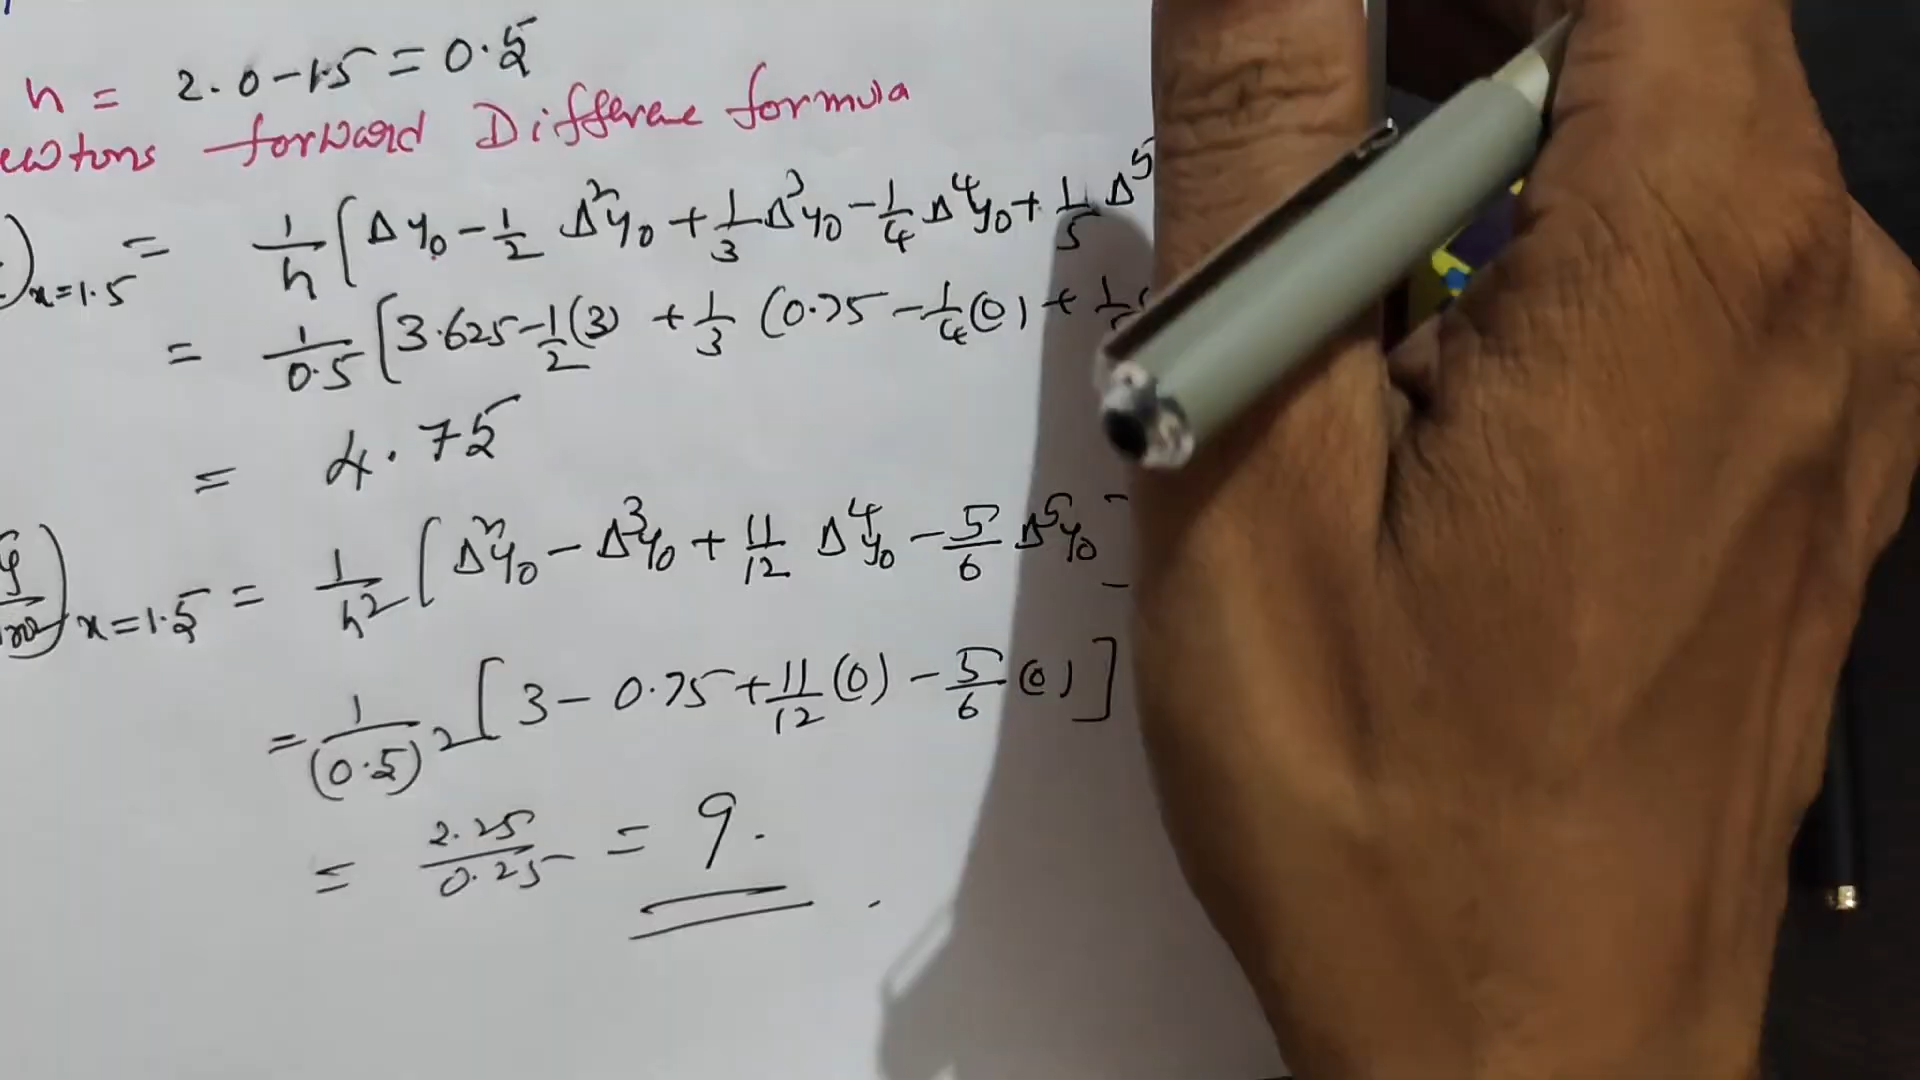 h = 2.0-1.5 = 0.5
ewtons forward Difference formula
)x=1.5 = 1/h [Δy₀ - 1/2 Δ²y₀ + 1/3 Δ³y₀ - 1/4 Δ⁴y₀ + 1/5 Δ⁵
= 1/0.5 [3.625 - 1/2 (3) + 1/3 (0.75 - 1/4 (0) + 1/
= 4.75
)x=1.5 = 1/h² [Δ²y₀ - Δ³y₀ + 11/12 Δ⁴y₀ - 5/6 Δ⁵y₀]
= 1/(0.5)² [3 - 0.75 + 11/12 (0) - 5/6 (0)]
= 2.25/0.25 = 9.